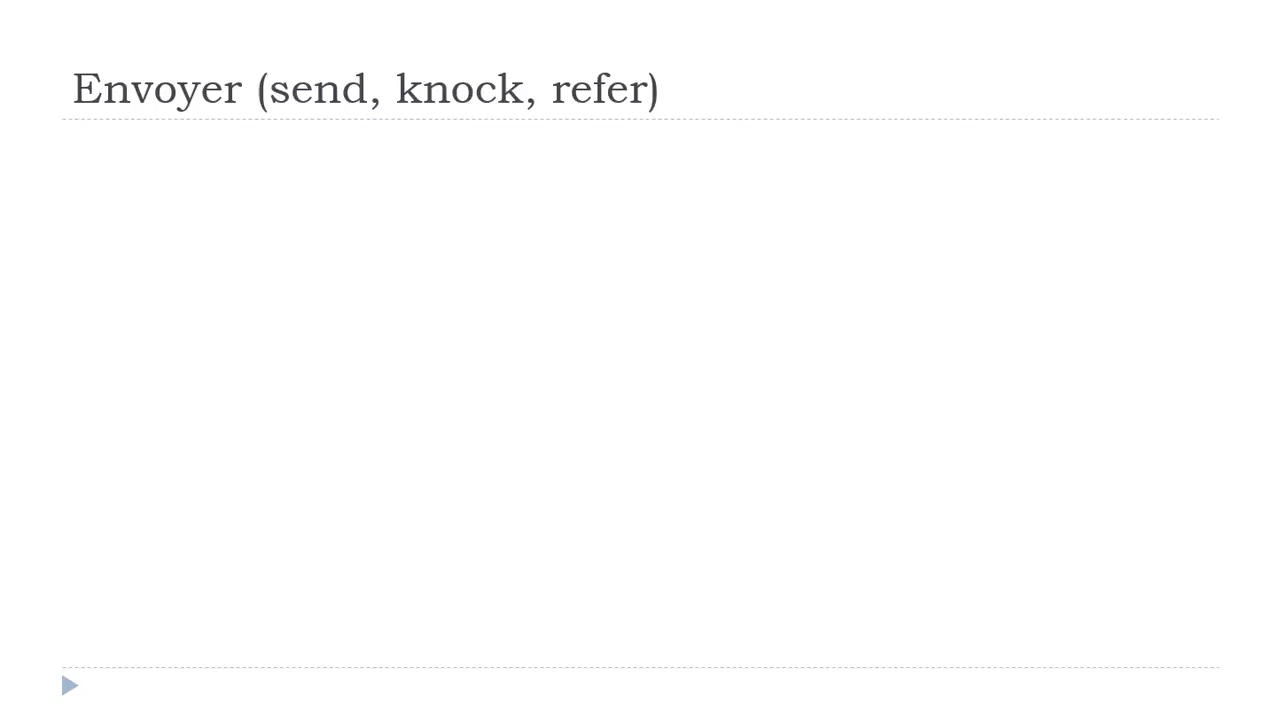 Envoyer (send, knock, refer)